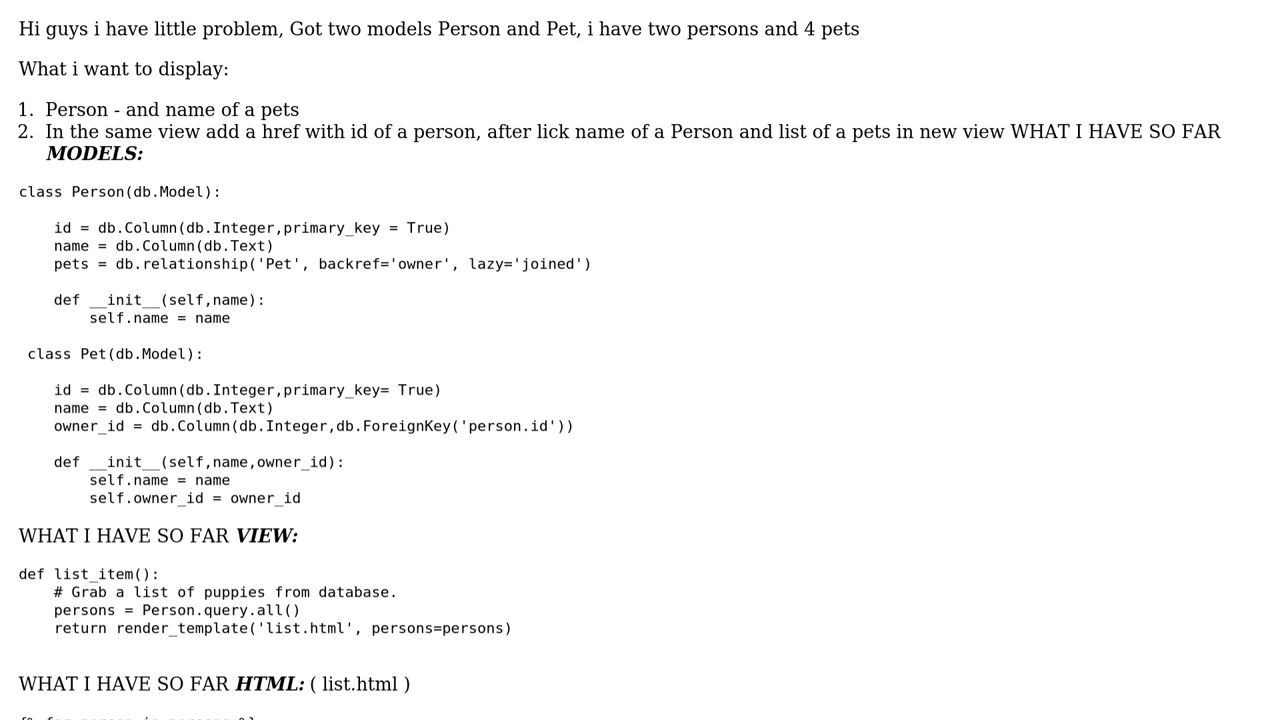 Hi guys i have little problem, Got two models Person and Pet, i have two persons and 4 pets
What i want to display:
1. Person - and name of a pets
2. In the same view add a href with id of a person, after lick name of a Person and list of a pets in new view WHAT I HAVE SO FAR
MODELS:
class Person(db.Model):
    id = db.Column(db.Integer,primary_key = True)
    name = db.Column(db.Text)
    pets = db.relationship('Pet', backref='owner', lazy='joined')
    def __init__(self,name):
        self.name = name
 class Pet(db.Model):
    id = db.Column(db.Integer,primary_key= True)
    name = db.Column(db.Text)
    owner_id = db.Column(db.Integer,db.ForeignKey('person.id'))
    def __init__(self,name,owner_id):
        self.name = name
        self.owner_id = owner_id
WHAT I HAVE SO FAR VIEW:
def list_item():
    # Grab a list of puppies from database.
    persons = Person.query.all()
    return render_template('list.html', persons=persons)
WHAT I HAVE SO FAR HTML: ( list.html )